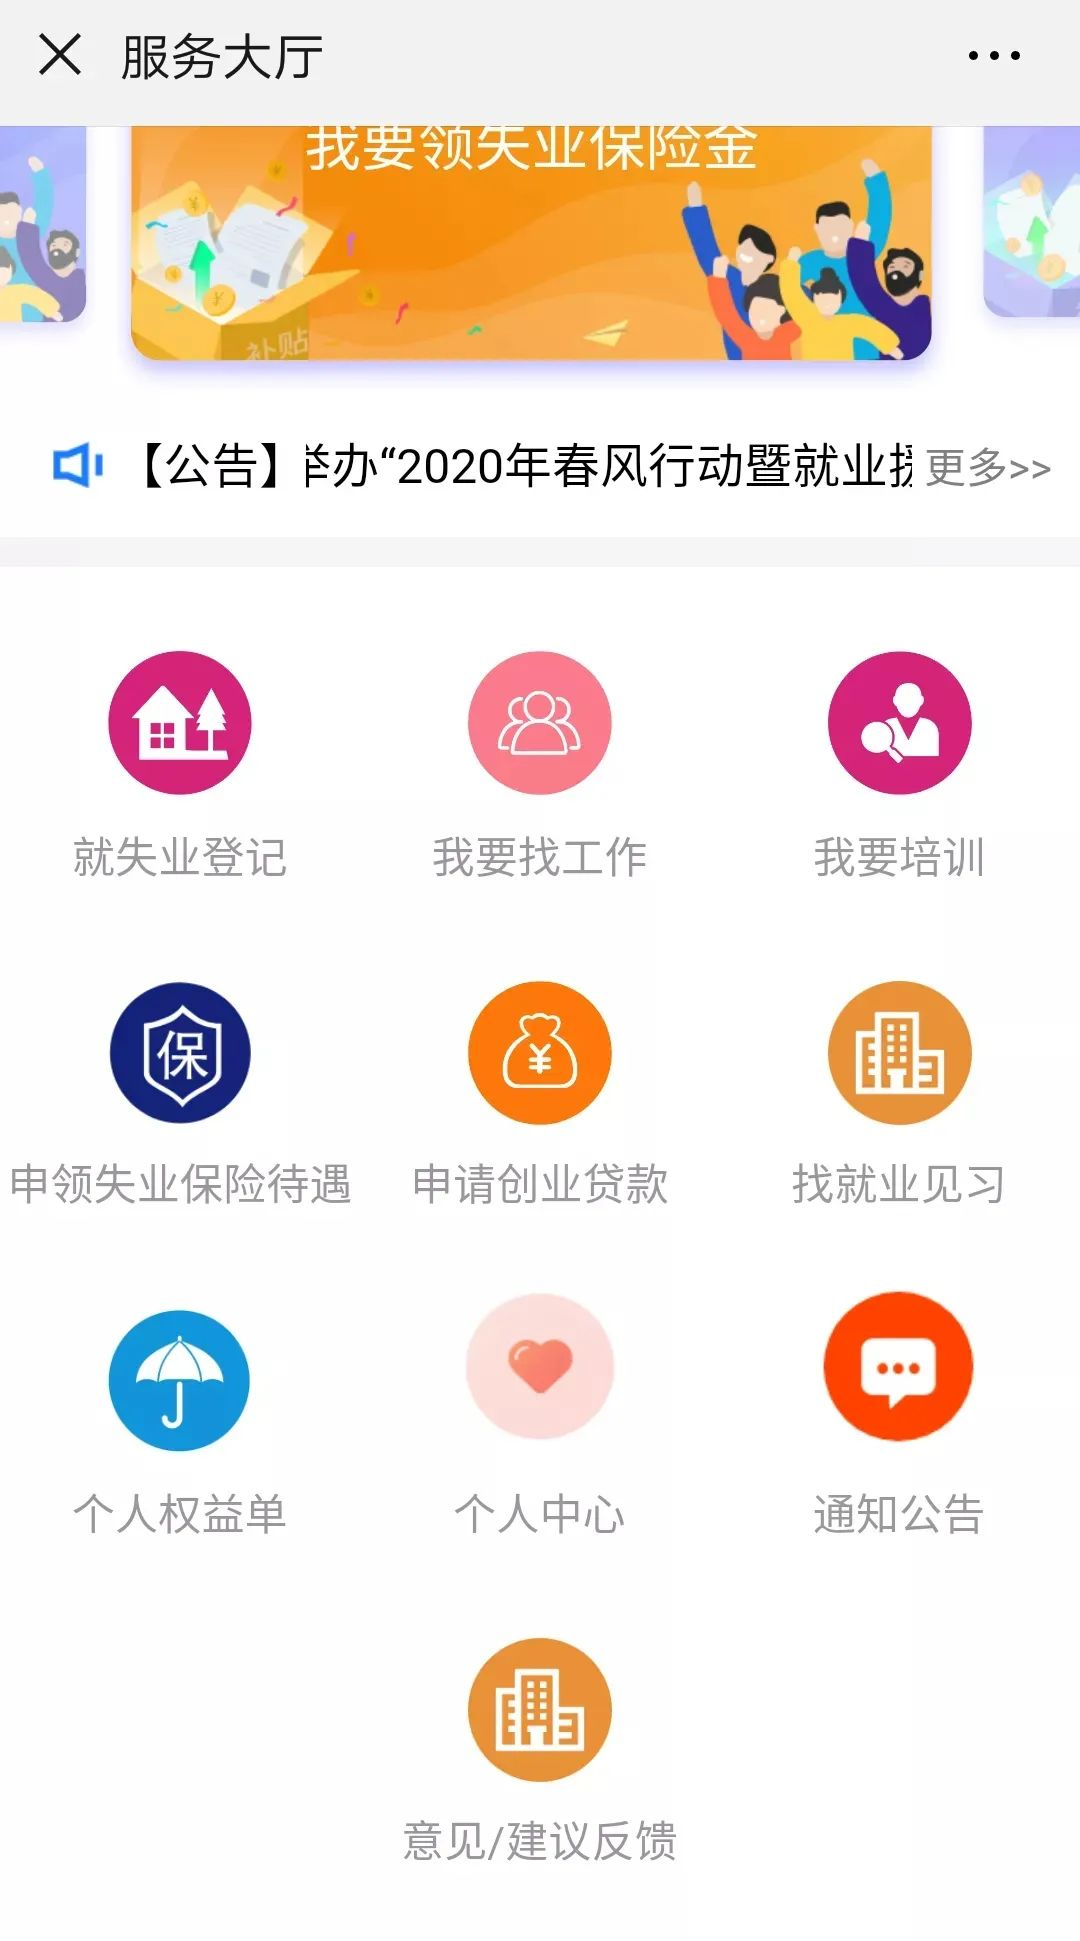 服务大厅
我要领失业保险金
补贴
【公告】举办“2020年春风行动暨就业援 更多>>
就失业登记
我要找工作
我要培训
保
¥
申领失业保险待遇
申请创业贷款
找就业见习
个人权益单
个人中心
通知公告
意见/建议反馈